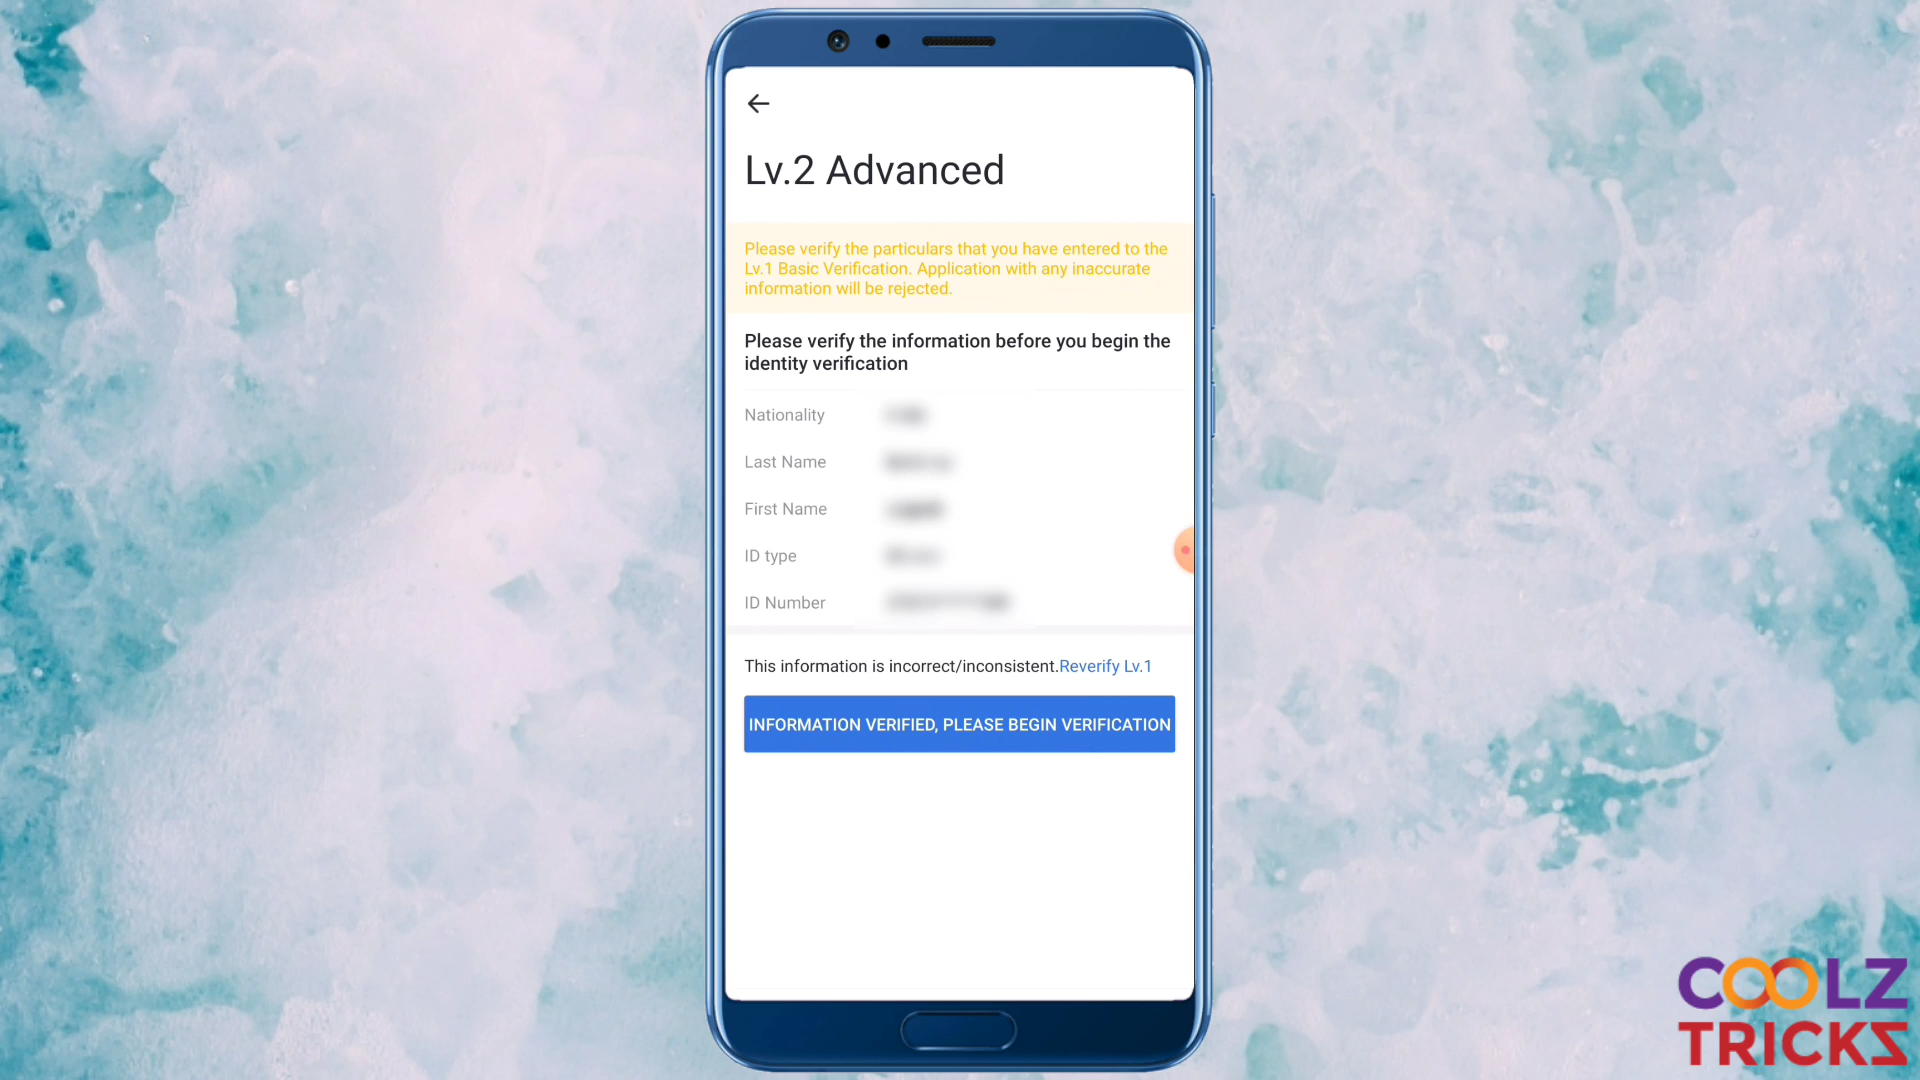 Lv.2 Advanced
Please verify the particulars that you have entered to the
Lv.1 Basic Verification. Application with any inaccurate
information will be rejected.
Please verify the information before you begin the
identity verification
Nationality
Last Name
First Name
ID type
ID Number
This information is incorrect/inconsistent.Reverify Lv.1
INFORMATION VERIFIED, PLEASE BEGIN VERIFICATION
COOLZ
TRICKS